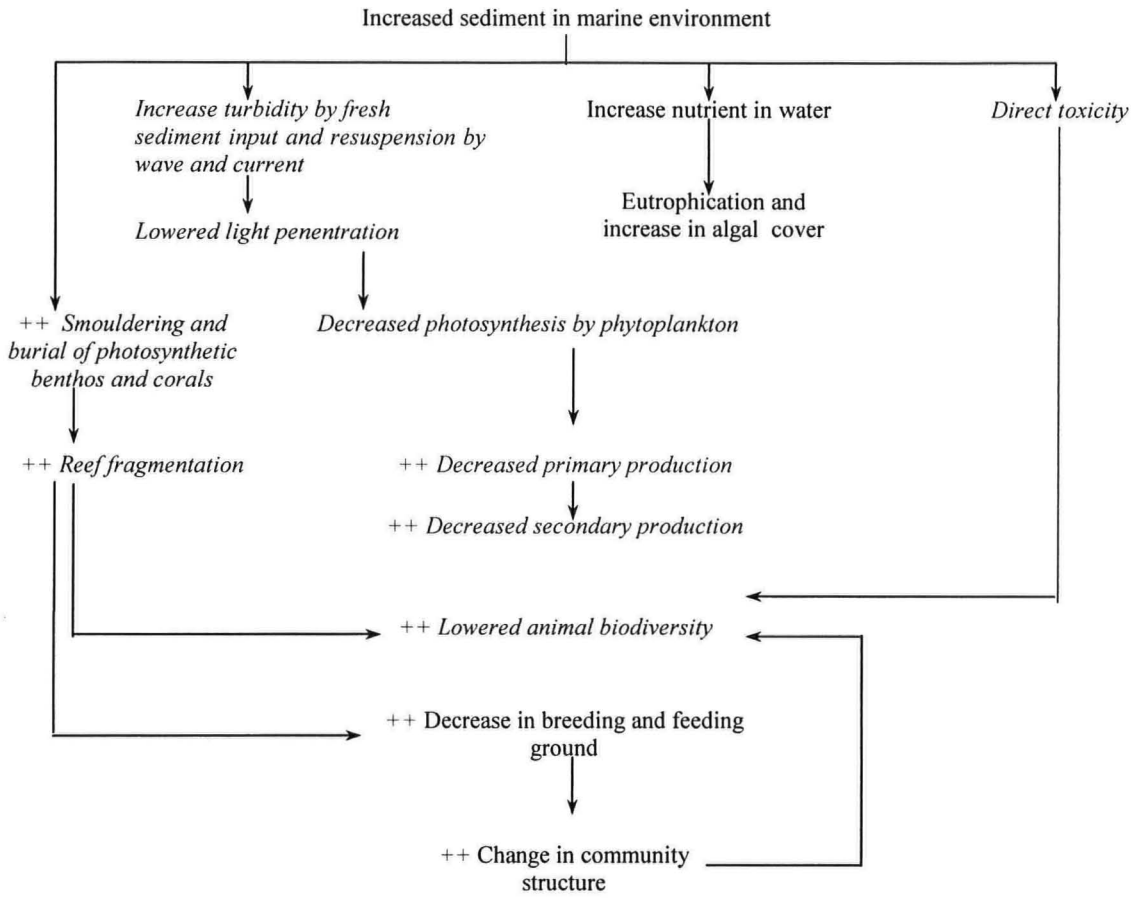 Increased sediment in marine environment
Increase turbidity by fresh
sediment input and resuspension by
wave and current
Increase nutrient in water
Direct toxicity
Eutrophication and
increase in algal cover
Lowered light penentration
++ Smouldering and
burial of photosynthetic
benthos and corals
Decreased photosynthesis by phytoplankton
++ Reef fragmentation
++ Decreased primary production
++ Decreased secondary production
++ Lowered animal biodiversity
++ Decrease in breeding and feeding
ground
++ Change in community
structure